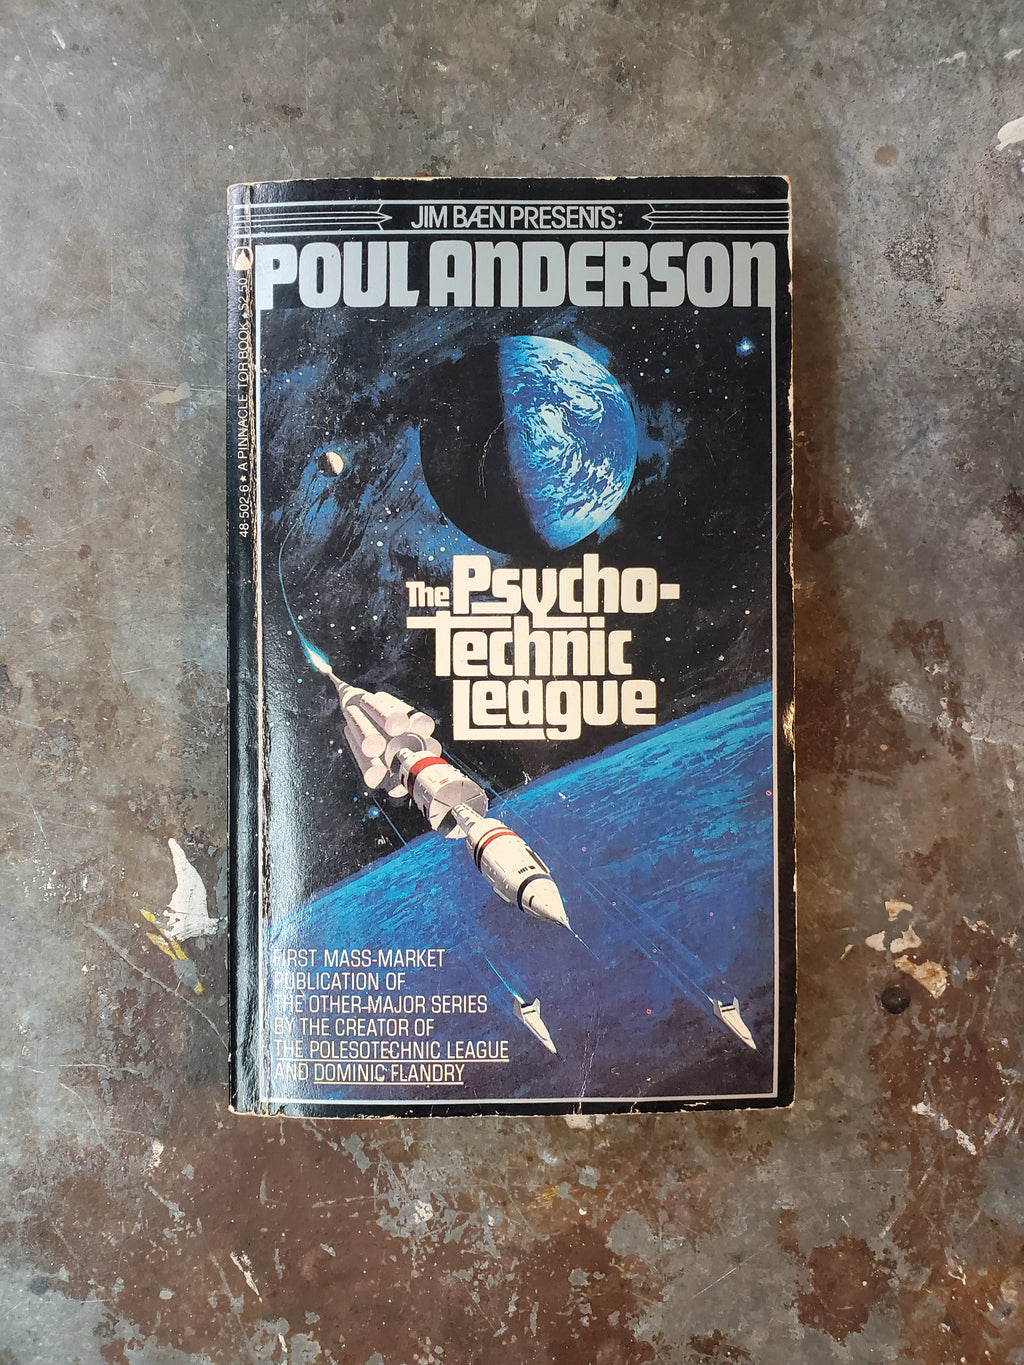 JIM BÆN PRESENTS:
POUL ANDERSON
48-502-6 ★ A PINNACLE TOR BOOK ★ $2.50
The Psycho-
Technic
League
FIRST MASS-MARKET
PUBLICATION OF
THE OTHER MAJOR SERIES
BY THE CREATOR OF
THE POLESOTECHNIC LEAGUE
AND DOMINIC FLANDRY